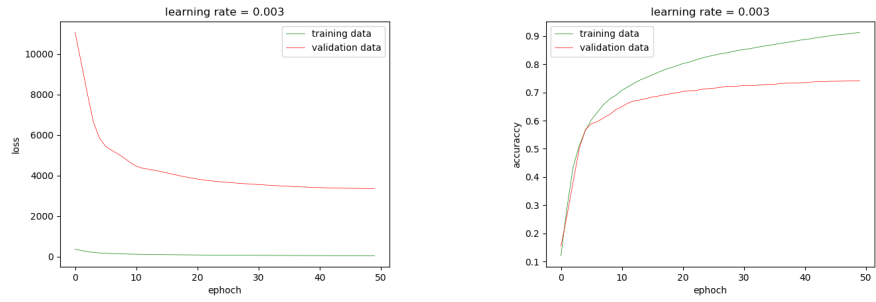 learning rate = 0.003
training data
validation data
10000
8000
6000
4000
2000
0
loss
0 10 20 30 40 50
ephoch
learning rate = 0.003
training data
validation data
0.9
0.8
0.7
0.6
0.5
0.4
0.3
0.2
0.1
accuraccy
0 10 20 30 40 50
ephoch